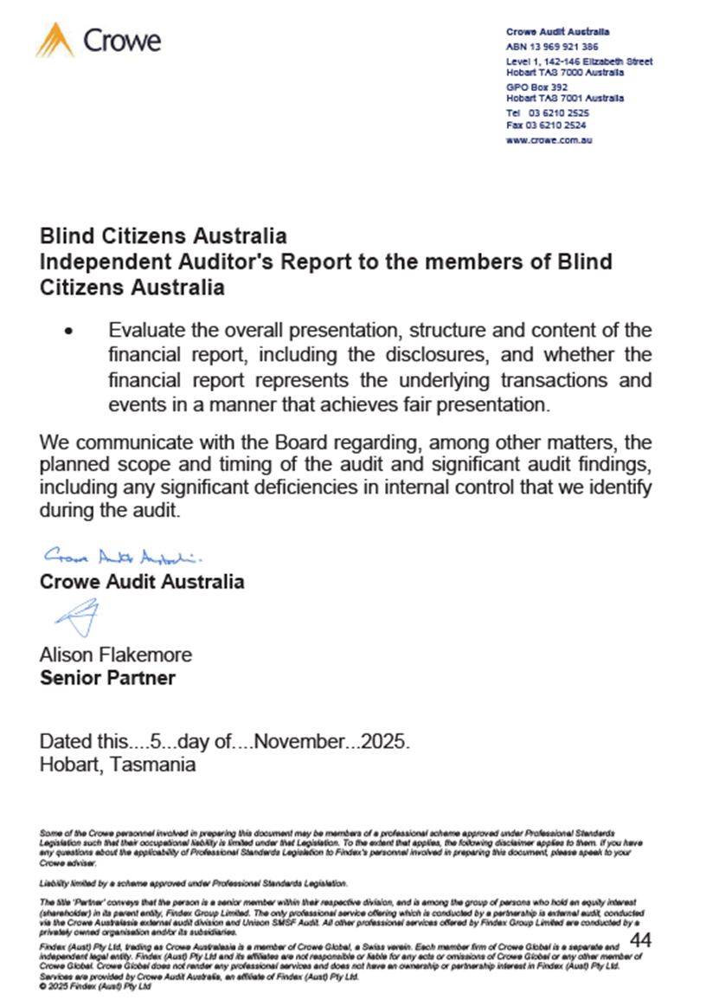 Crowe
Crowe Audit Australia
ABN 13 969 921 386
Level 1, 142-146 Elizabeth Street
Hobart TAS 7000 Australia
GPO Box 392
Hobart TAS 7001 Australia
Tel 03 6210 2525
Fax 03 6210 2524
www.crowe.com.au
Blind Citizens Australia
Independent Auditor's Report to the members of Blind
Citizens Australia
• Evaluate the overall presentation, structure and content of the
financial report, including the disclosures, and whether the
financial report represents the underlying transactions and
events in a manner that achieves fair presentation.
We communicate with the Board regarding, among other matters, the
planned scope and timing of the audit and significant audit findings,
including any significant deficiencies in internal control that we identify
during the audit.
Crowe Audit Australia.
Crowe Audit Australia
Alison Flakemore
Senior Partner
Dated this....5...day of....November...2025.
Hobart, Tasmania
Some of the Crowe personnel involved in preparing this document may be members of a professional scheme approved under Professional Standards
Legislation such that their occupational liability is limited under that Legislation. To the extent that applies, the following disclaimer applies to them. If you have
any questions about the applicability of Professional Standards Legislation to Findex's personnel involved in preparing this document, please speak to your
Crowe adviser.
Liability limited by a scheme approved under Professional Standards Legislation.
The title 'Partner' conveys that the person is a senior member within their respective division, and is among the group of persons who hold an equity interest
(shareholder) in its parent entity, Findex Group Limited. The only professional service offering which is conducted by a partnership is external audit, conducted
via the Crowe Australasia external audit division and Unison SMSF Audit. All other professional services offered by Findex Group Limited are conducted by a
privately owned organisation and/or its subsidiaries.
44
Findex (Aust) Pty Ltd, trading as Crowe Australasia is a member of Crowe Global, a Swiss verein. Each member firm of Crowe Global is a separate and
independent legal entity. Findex (Aust) Pty Ltd and its affiliates are not responsible or liable for any acts or omissions of Crowe Global or any other member of
Crowe Global. Crowe Global does not render any professional services and does not have an ownership or partnership interest in Findex (Aust) Pty Ltd.
Services are provided by Crowe Audit Australia, an affiliate of Findex (Aust) Pty Ltd.
© 2025 Findex (Aust) Pty Ltd